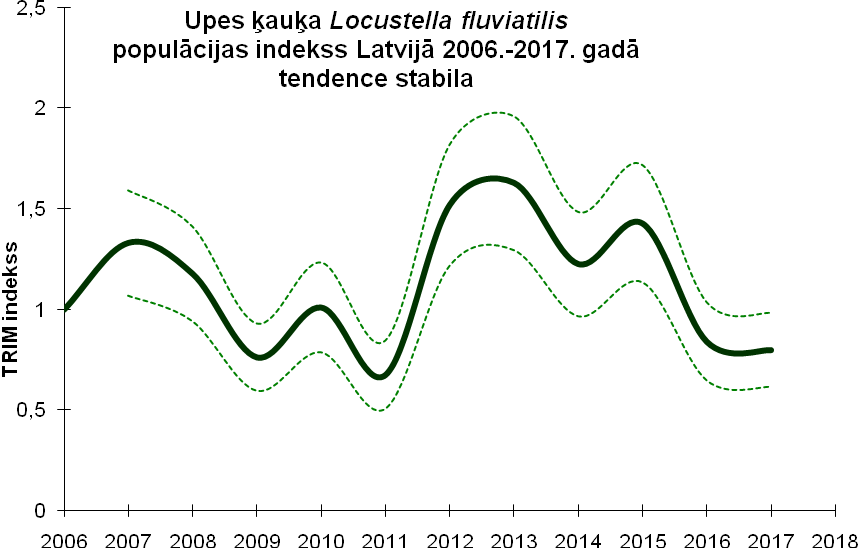 Upes ķauķa Locustella fluviatilis
populācijas indekss Latvijā 2006.-2017. gadā
tendence stabila
TRIM indekss
2,5
2
1,5
1
0,5
0
2006 2007 2008 2009 2010 2011 2012 2013 2014 2015 2016 2017 2018